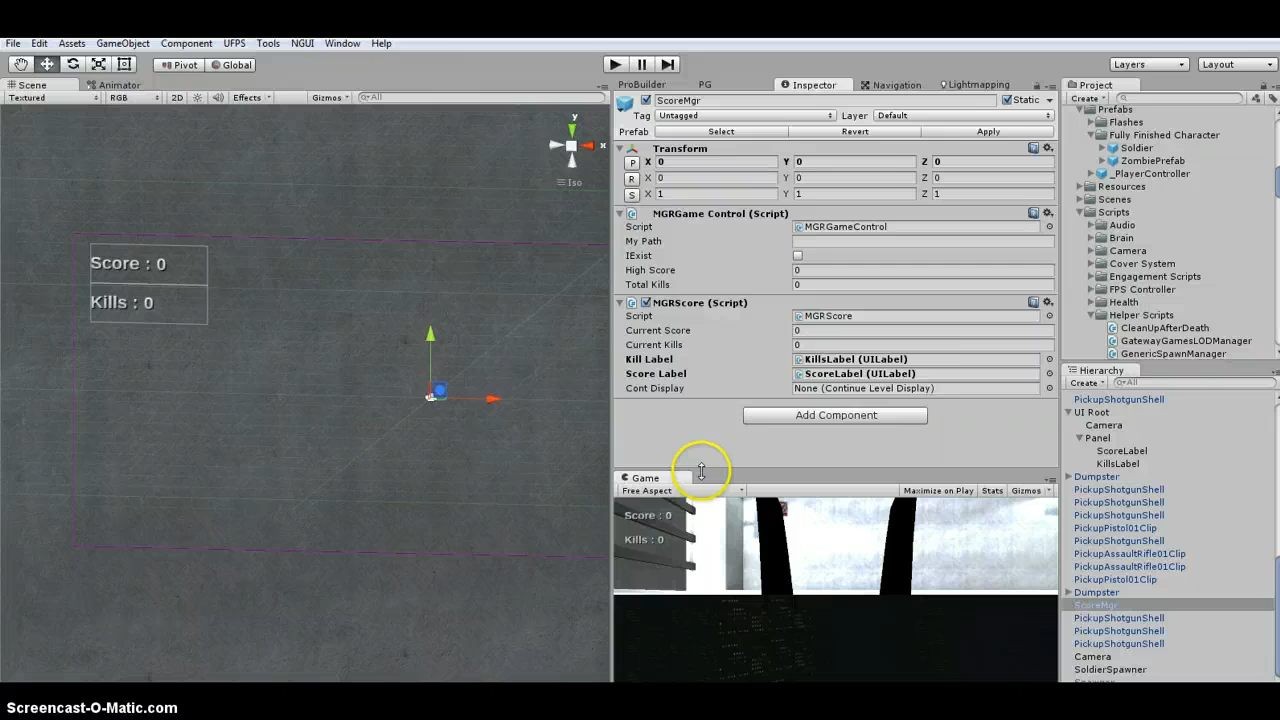 File Edit Assets GameObject Component UFPS Tools NGUI Window Help
Pivot Global Layers Layout
Scene Animator
Textured RGB 2D Effects Gizmos All
y
x
Iso
Score : 0
Kills : 0
ProBuilder PG Inspector Navigation Lightmapping
ScoreMgr Static
Tag Untagged Layer Default
Prefab Select Revert Apply
Transform
P X 0 Y 0 Z 0
R X 0 Y 0 Z 0
S X 1 Y 1 Z 1
MGRGame Control (Script)
Script MGRGameControl
My Path
IExist
High Score 0
Total Kills 0
MGRScore (Script)
Script MGRScore
Current Score 0
Current Kills 0
Kill Label KillsLabel (UILabel)
Score Label ScoreLabel (UILabel)
Cont Display None (Continue Level Display)
Add Component
Game
Free Aspect Maximize on Play Stats Gizmos
Score : 0
Kills : 0
Project
Create
Prefabs
Flashes
Fully Finished Character
Soldier
ZombiePrefab
_PlayerController
Resources
Scenes
Scripts
Audio
Brain
Camera
Cover System
Engagement Scripts
FPS Controller
Health
Helper Scripts
CleanUpAfterDeath
GatewayGamesLODManager
GenericSpawnManager
Hierarchy
Create All
PickupShotgunShell
UI Root
Camera
Panel
ScoreLabel
KillsLabel
Dumpster
PickupShotgunShell
PickupShotgunShell
PickupShotgunShell
PickupPistol01Clip
PickupShotgunShell
PickupAssaultRifle01Clip
PickupAssaultRifle01Clip
PickupPistol01Clip
Dumpster
ScoreMgr
PickupShotgunShell
PickupShotgunShell
PickupShotgunShell
Camera
SoldierSpawner
Screencast-O-Matic.com